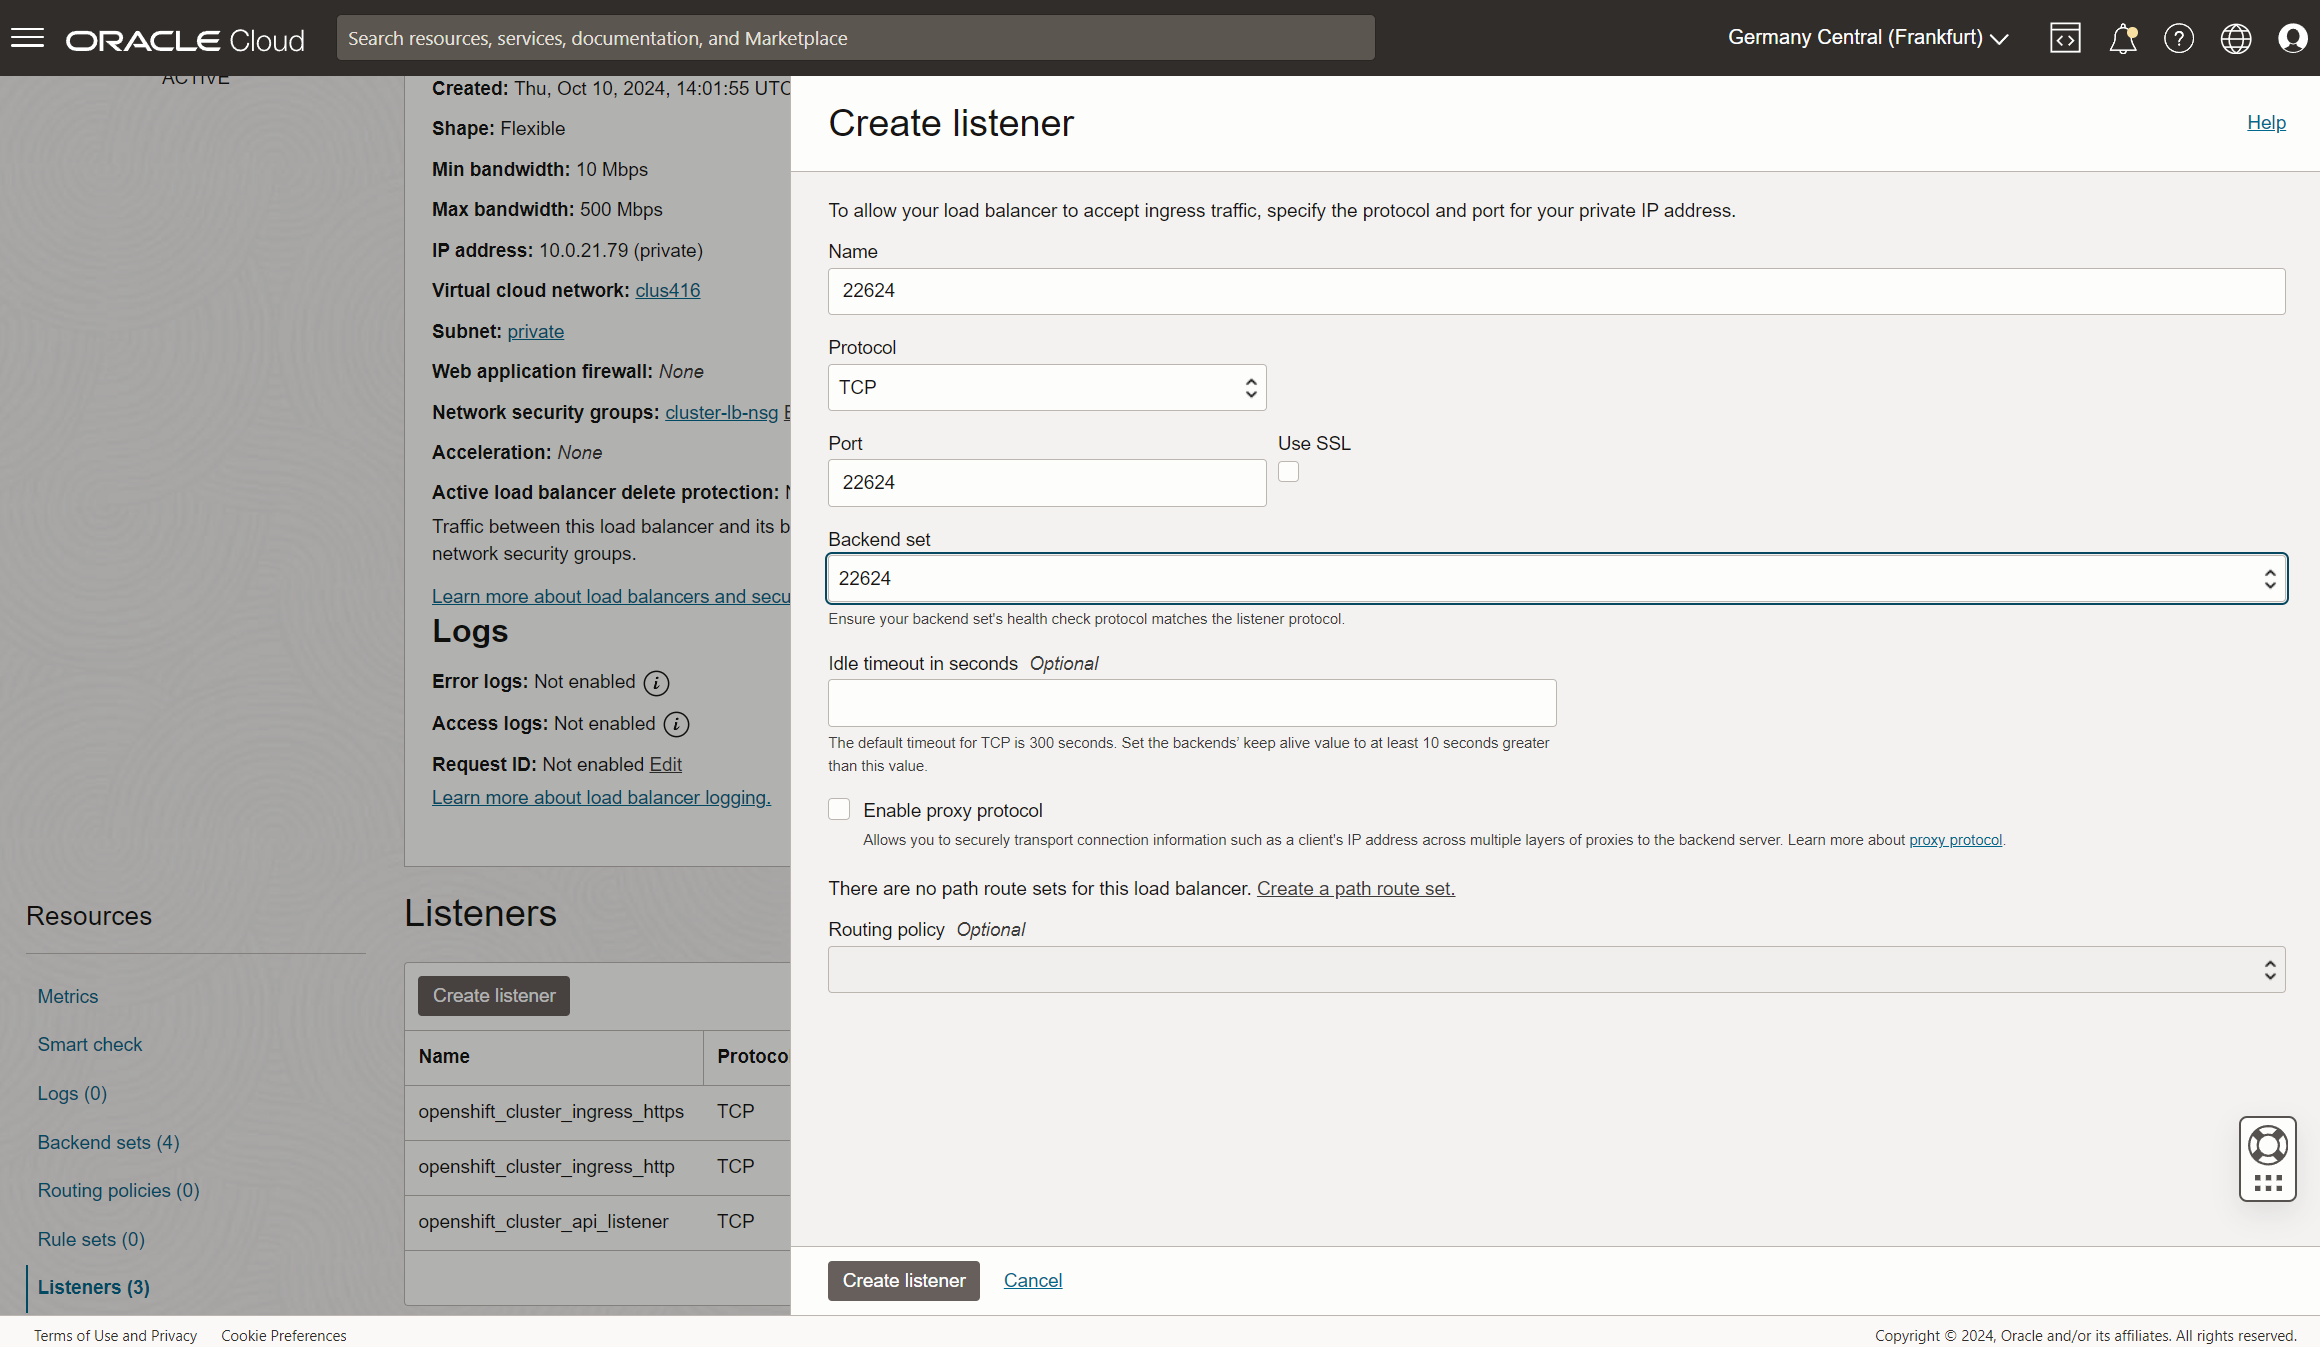 ORACLE Cloud
Search resources, services, documentation, and Marketplace
Germany Central (Frankfurt)
ACTIVE
Created: Thu, Oct 10, 2024, 14:01:55 UTC
Shape: Flexible
Min bandwidth: 10 Mbps
Max bandwidth: 500 Mbps
IP address: 10.0.21.79 (private)
Virtual cloud network: clus416
Subnet: private
Web application firewall: None
Network security groups: cluster-lb-nsg
Acceleration: None
Active load balancer delete protection:
Traffic between this load balancer and its b
network security groups.
Learn more about load balancers and secu
Logs
Error logs: Not enabled
Access logs: Not enabled
Request ID: Not enabled Edit
Learn more about load balancer logging.
Resources
Metrics
Smart check
Logs (0)
Backend sets (4)
Routing policies (0)
Rule sets (0)
Listeners (3)
Listeners
Create listener
Name Protoco
openshift_cluster_ingress_https TCP
openshift_cluster_ingress_http TCP
openshift_cluster_api_listener TCP
Create listener
Help
To allow your load balancer to accept ingress traffic, specify the protocol and port for your private IP address.
Name
22624
Protocol
TCP
Port Use SSL
22624
Backend set
22624
Ensure your backend set's health check protocol matches the listener protocol.
Idle timeout in seconds Optional
The default timeout for TCP is 300 seconds. Set the backends' keep alive value to at least 10 seconds greater
than this value.
Enable proxy protocol
Allows you to securely transport connection information such as a client's IP address across multiple layers of proxies to the backend server. Learn more about proxy protocol.
There are no path route sets for this load balancer. Create a path route set.
Routing policy Optional
Create listener Cancel
Terms of Use and Privacy Cookie Preferences
Copyright © 2024, Oracle and/or its affiliates. All rights reserved.